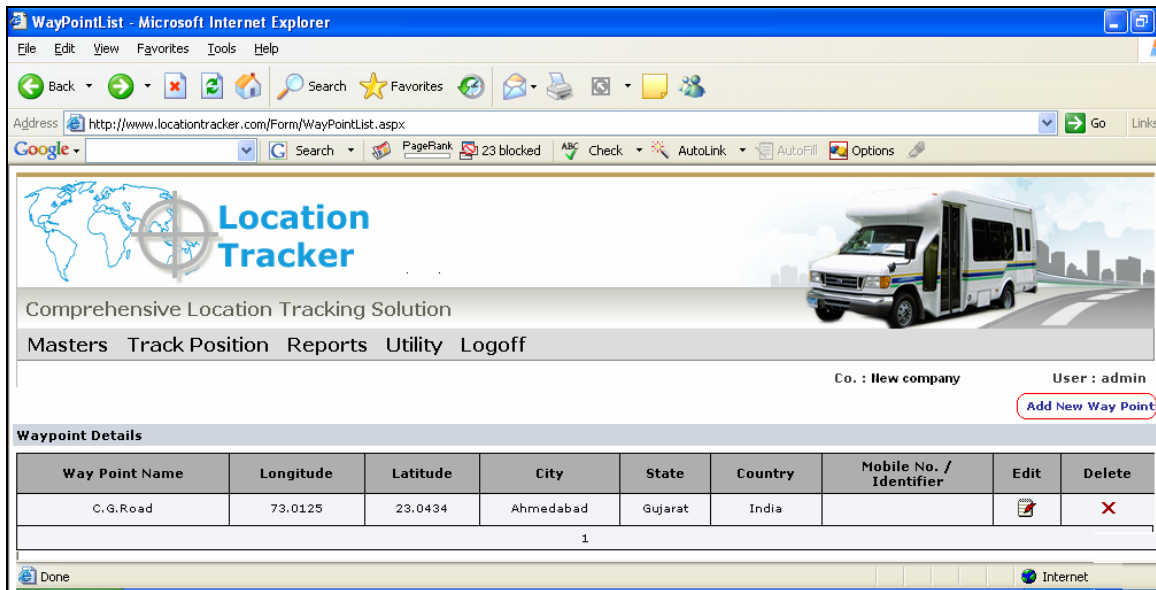 WayPointList - Microsoft Internet Explorer
File Edit View Favorites Tools Help
Back Search Favorites
Address http://www.locationtracker.com/Form/WayPointList.aspx Go Links
Google Search PageRank 23 blocked ABC Check AutoLink AutoFill Options
Location
Tracker
Comprehensive Location Tracking Solution
Masters Track Position Reports Utility Logoff
Co. : New company User : admin
Add New Way Point
Waypoint Details
Way Point Name Longitude Latitude City State Country Mobile No. / Identifier Edit Delete
C.G.Road 73.0125 23.0434 Ahmedabad Gujarat India
1
Done Internet